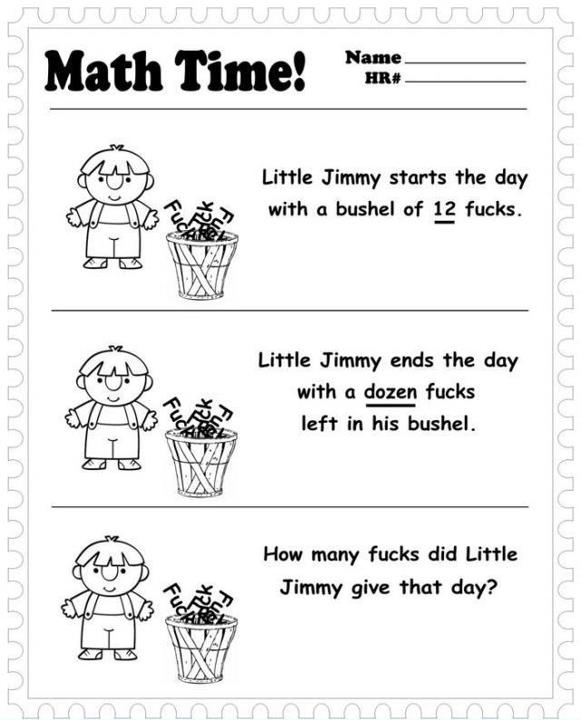 Math Time!
Name
HR#
Little Jimmy starts the day
with a bushel of 12 fucks.
Little Jimmy ends the day
with a dozen fucks
left in his bushel.
How many fucks did Little
Jimmy give that day?